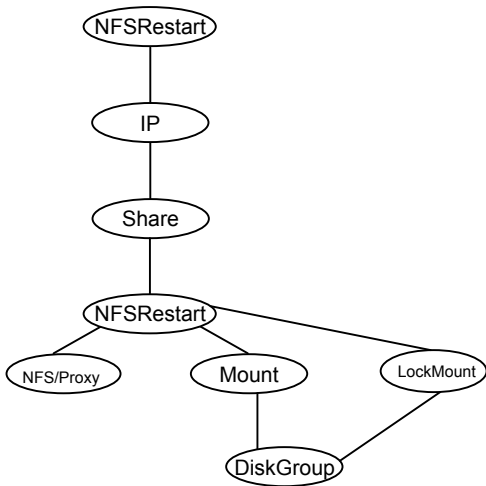 NFSRestart
IP
Share
NFSRestart
NFS/Proxy
Mount
LockMount
DiskGroup